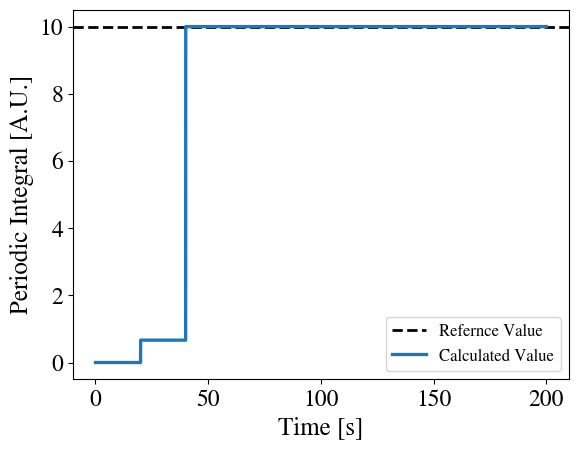 Periodic Integral [A.U.]
10
8
6
4
2
0
Refernce Value
Calculated Value
0 50 100 150 200
Time [s]